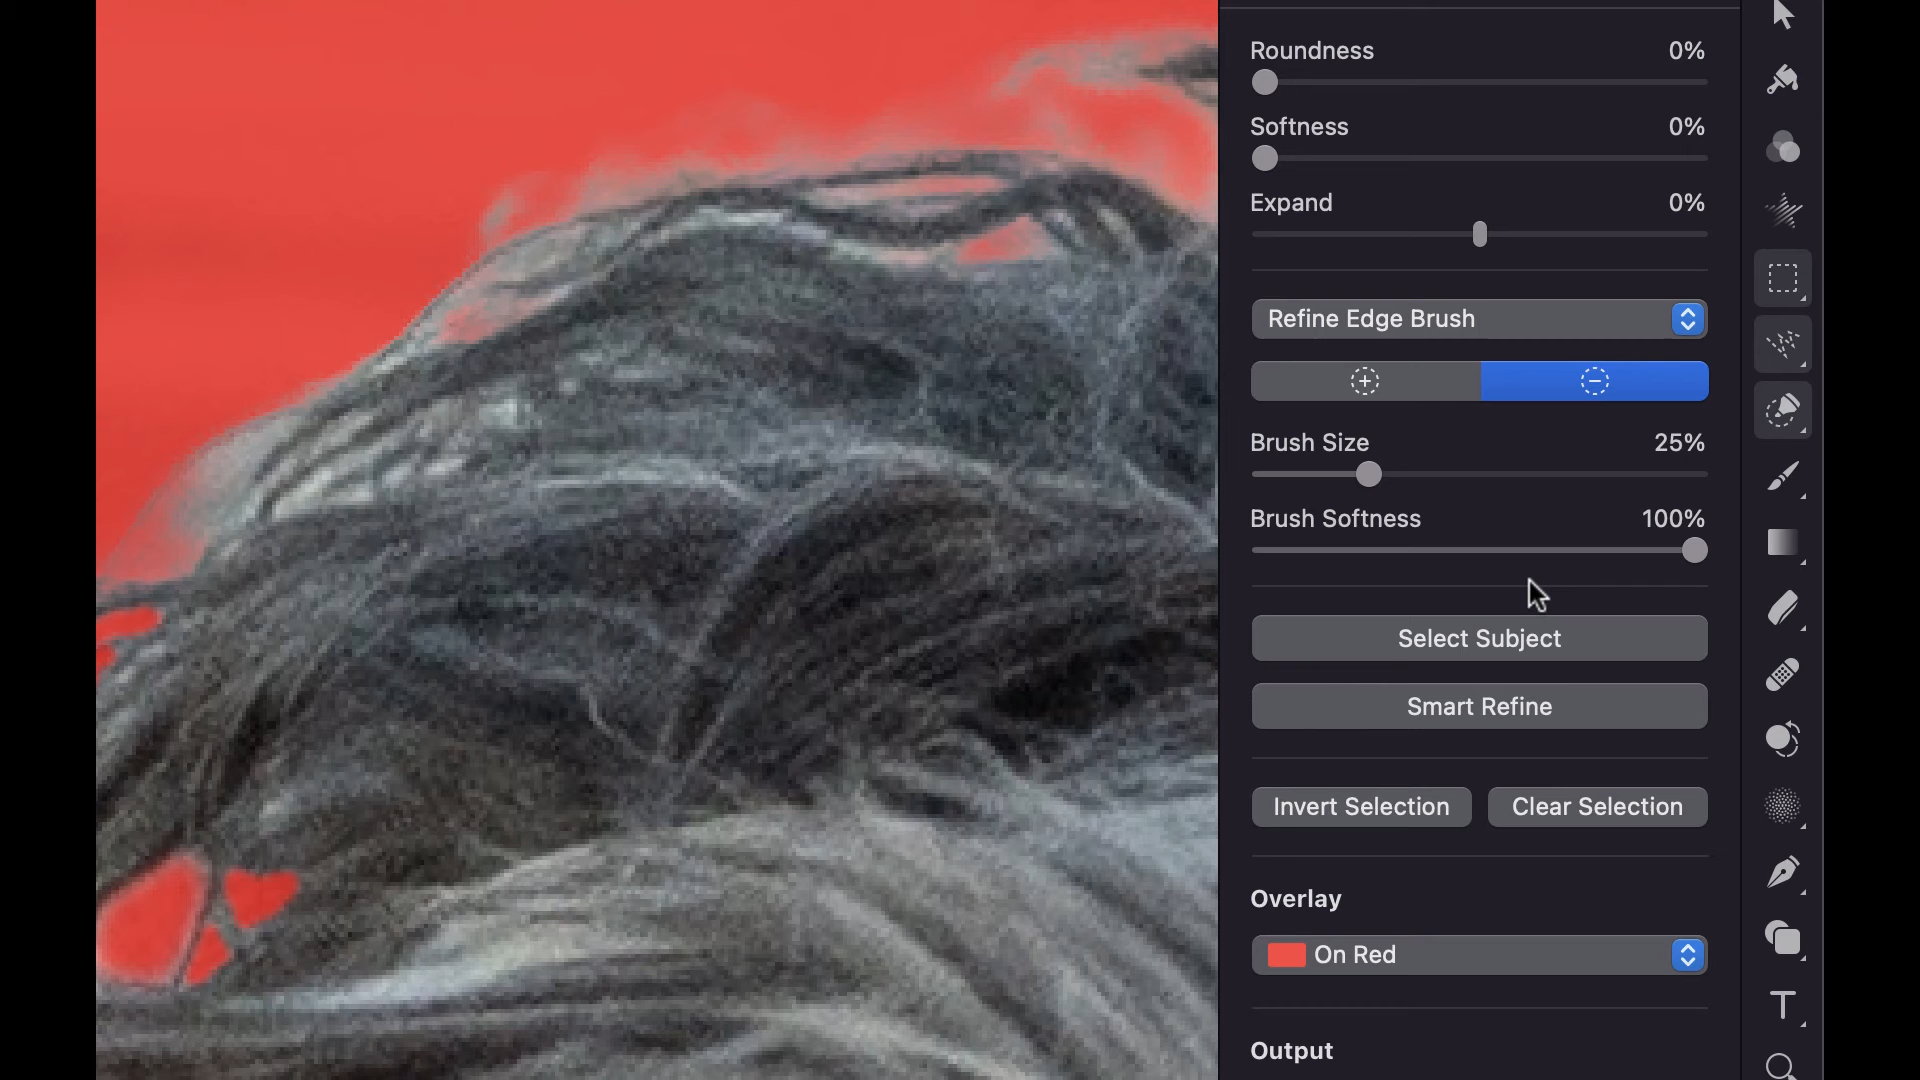 Roundness 0%
Softness 0%
Expand 0%
Refine Edge Brush
Brush Size 25%
Brush Softness 100%
Select Subject
Smart Refine
Invert Selection Clear Selection
Overlay
On Red
Output